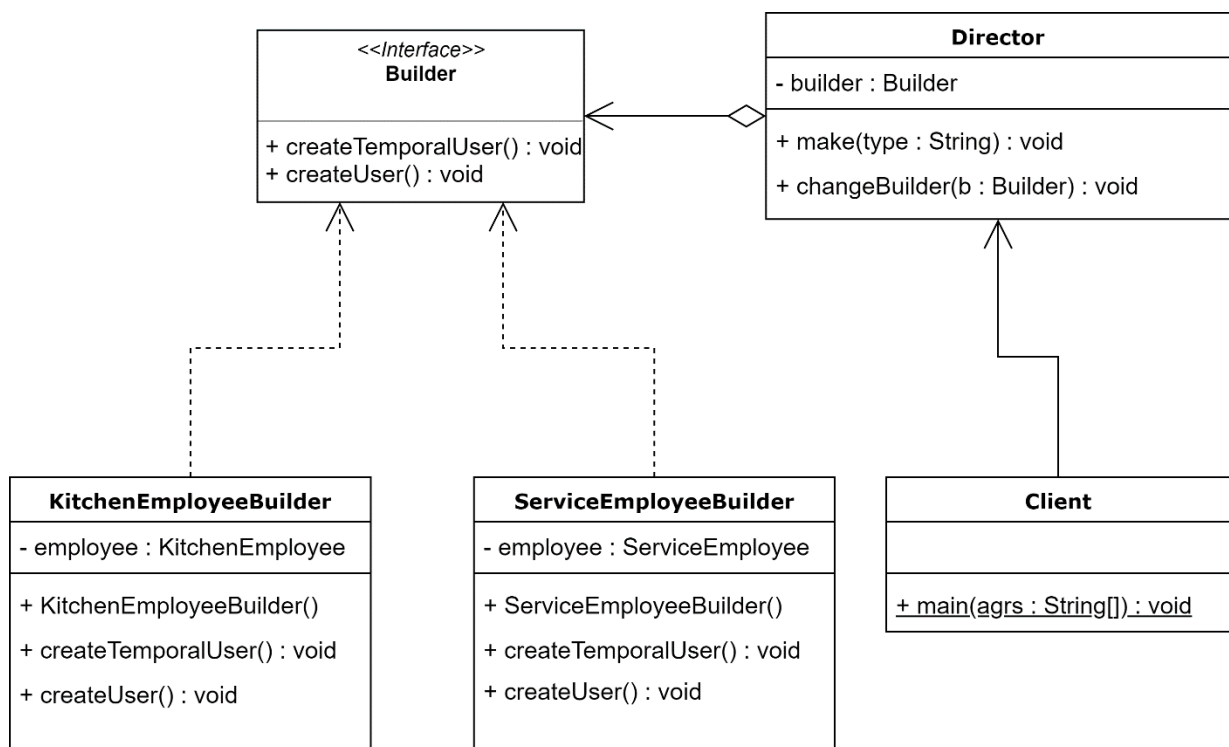 <<Interface>>
Builder
+ createTemporalUser() : void
+ createUser() : void
Director
- builder : Builder
+ make(type : String) : void
+ changeBuilder(b : Builder) : void
KitchenEmployeeBuilder
- employee : KitchenEmployee
+ KitchenEmployeeBuilder()
+ createTemporalUser() : void
+ createUser() : void
ServiceEmployeeBuilder
- employee : ServiceEmployee
+ ServiceEmployeeBuilder()
+ createTemporalUser() : void
+ createUser() : void
Client
+ main(agrs : String[]) : void